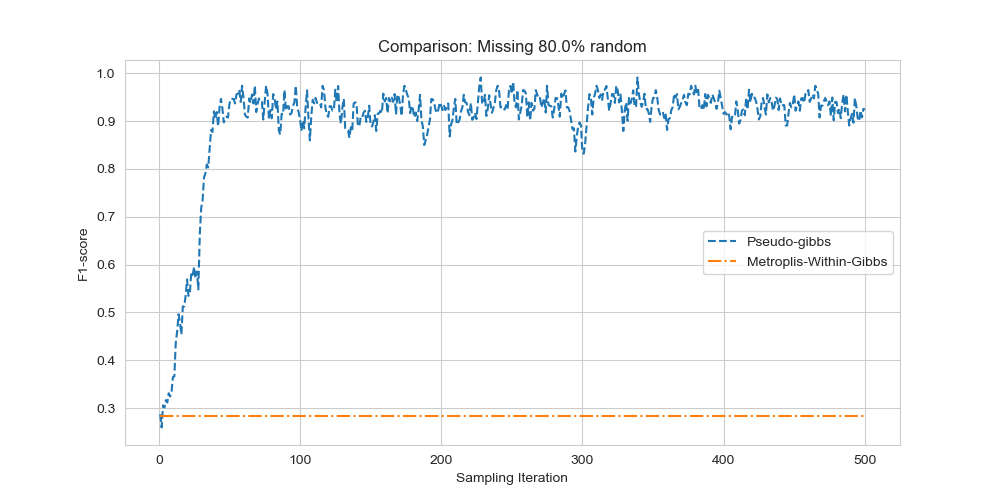 Comparison: Missing 80.0% random
1.0
0.9
0.8
0.7
0.6
0.5
0.4
0.3
F1-score
Pseudo-gibbs
Metroplis-Within-Gibbs
0 100 200 300 400 500
Sampling Iteration